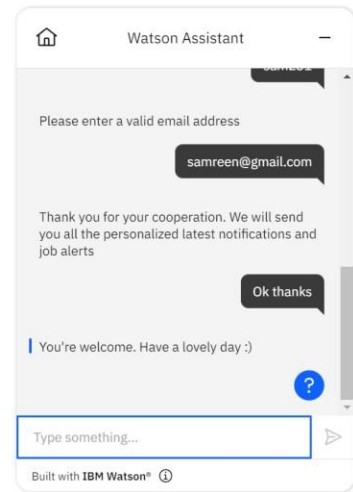 Watson Assistant
Please enter a valid email address
samreen@gmail.com
Thank you for your cooperation. We will send
you all the personalized latest notifications and
job alerts
Ok thanks
You're welcome. Have a lovely day :)
?
Type something...
Built with IBM Watson®